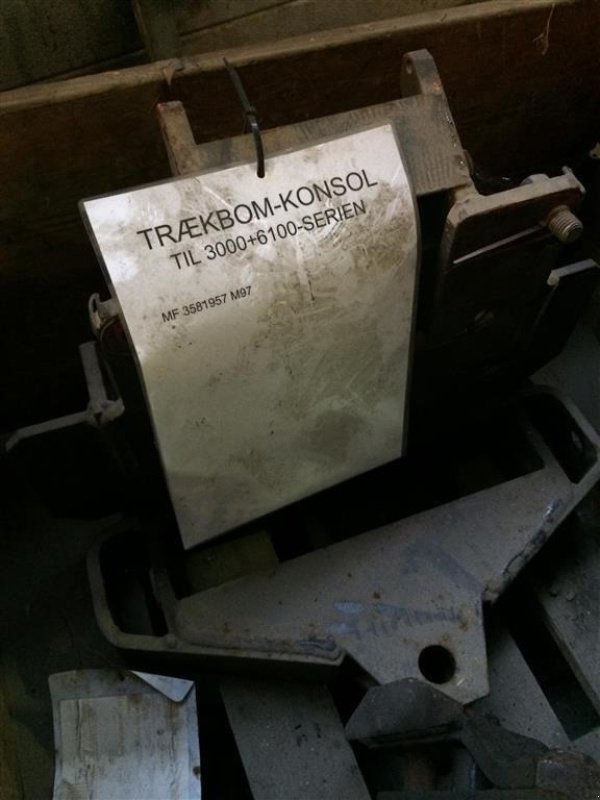 TRÆKBOM-KONSOL
TIL 3000+6100-SERIEN
MF 3581957 M97